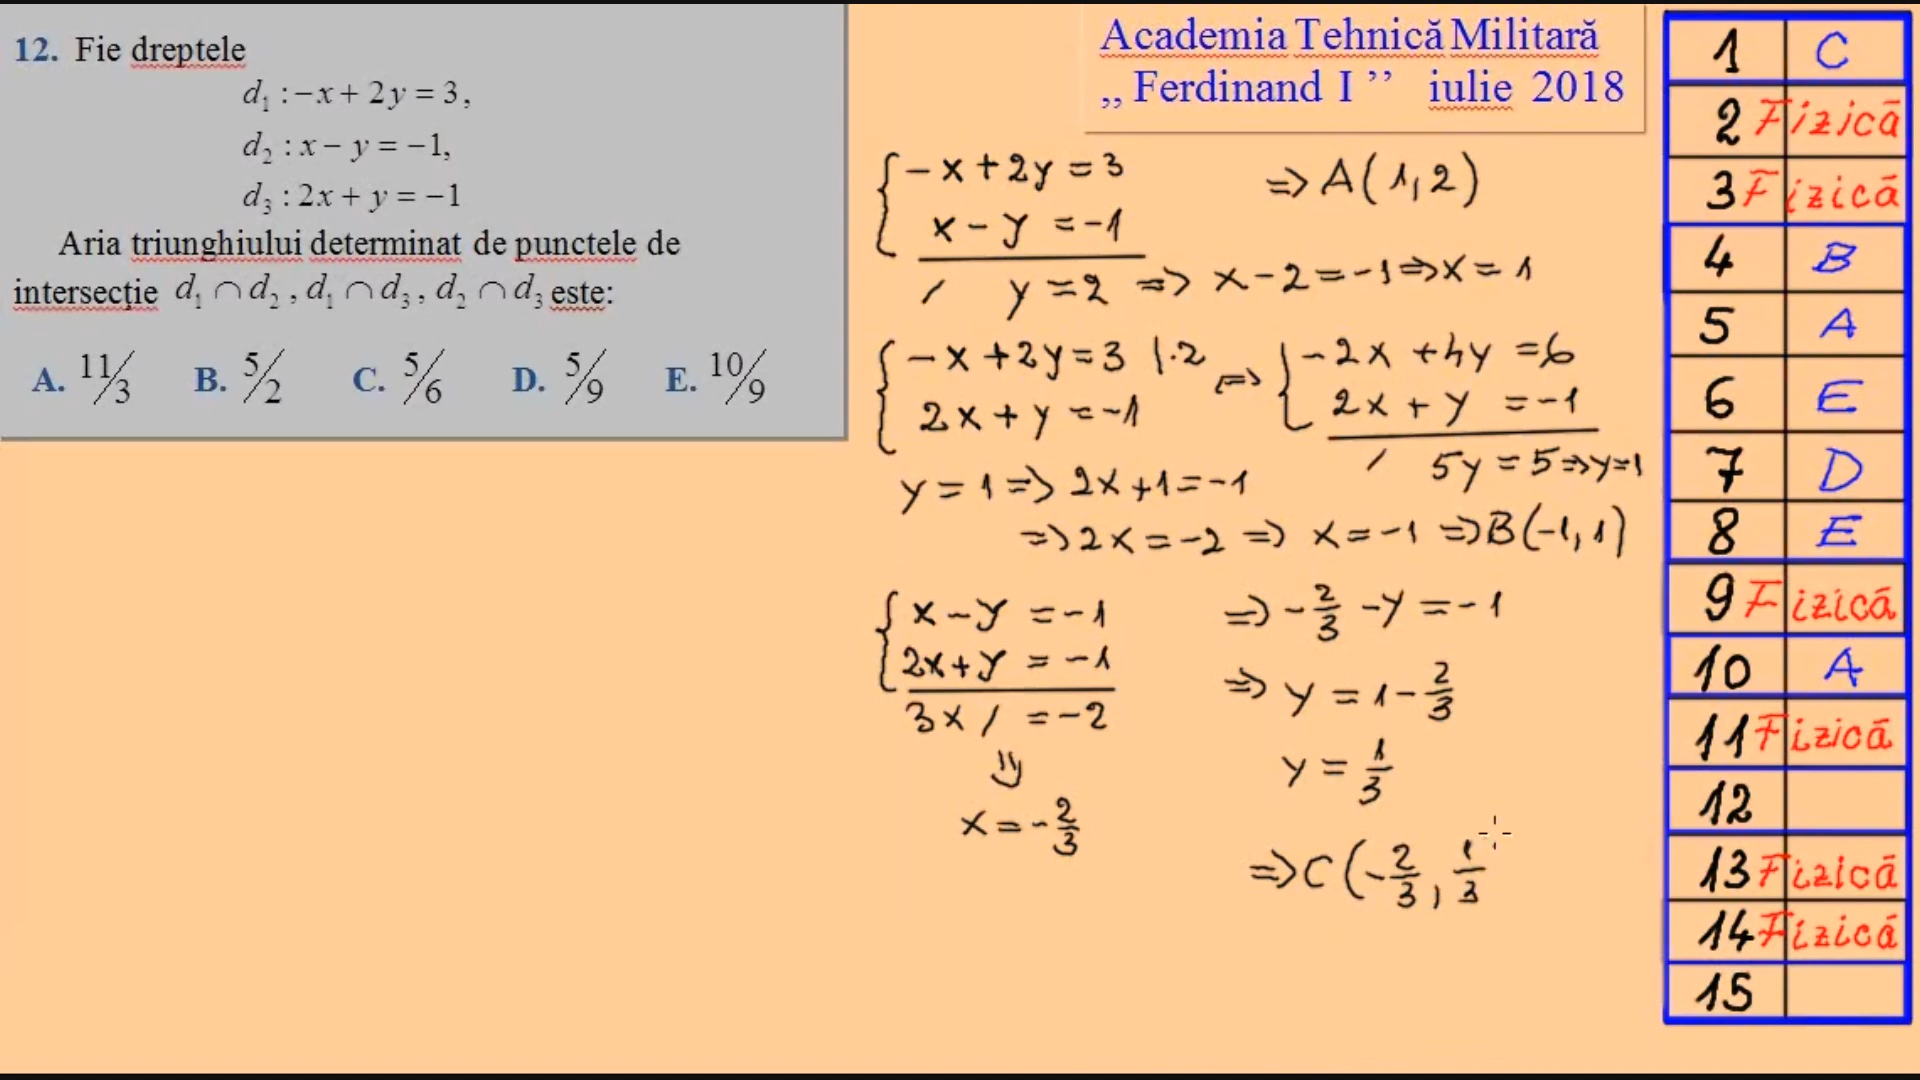 12. Fie dreptele
d₁ : −x + 2y = 3,
d₂ : x − y = −1,
d₃ : 2x + y = −1
Aria triunghiului determinat de punctele de
intersecție d₁ ∩ d₂ , d₁ ∩ d₃ , d₂ ∩ d₃ este:
A. 11/3 B. 5/2 C. 5/6 D. 5/9 E. 10/9
Academia Tehnică Militară
,, Ferdinand I ’’ iulie 2018
−x + 2y = 3 => A(1,2)
x − y = −1
/ y = 2 => x − 2 = −1 => x = 1
−x + 2y = 3 |·2 <=> −2x + 4y = 6
2x + y = −1 2x + y = −1
/ 5y = 5 => y=1
y = 1 => 2x + 1 = −1
=> 2x = −2 => x = −1 => B(−1, 1)
x − y = −1
2x + y = −1
3x / = −2
=>
x = −2/3
=> −2/3 − y = −1
=> y = 1 − 2/3
y = 1/3
=> C(−2/3, 1/3
1 C
2 Fizică
3 Fizică
4 B
5 A
6 E
7 D
8 E
9 Fizică
10 A
11 Fizică
12
13 Fizică
14 Fizică
15